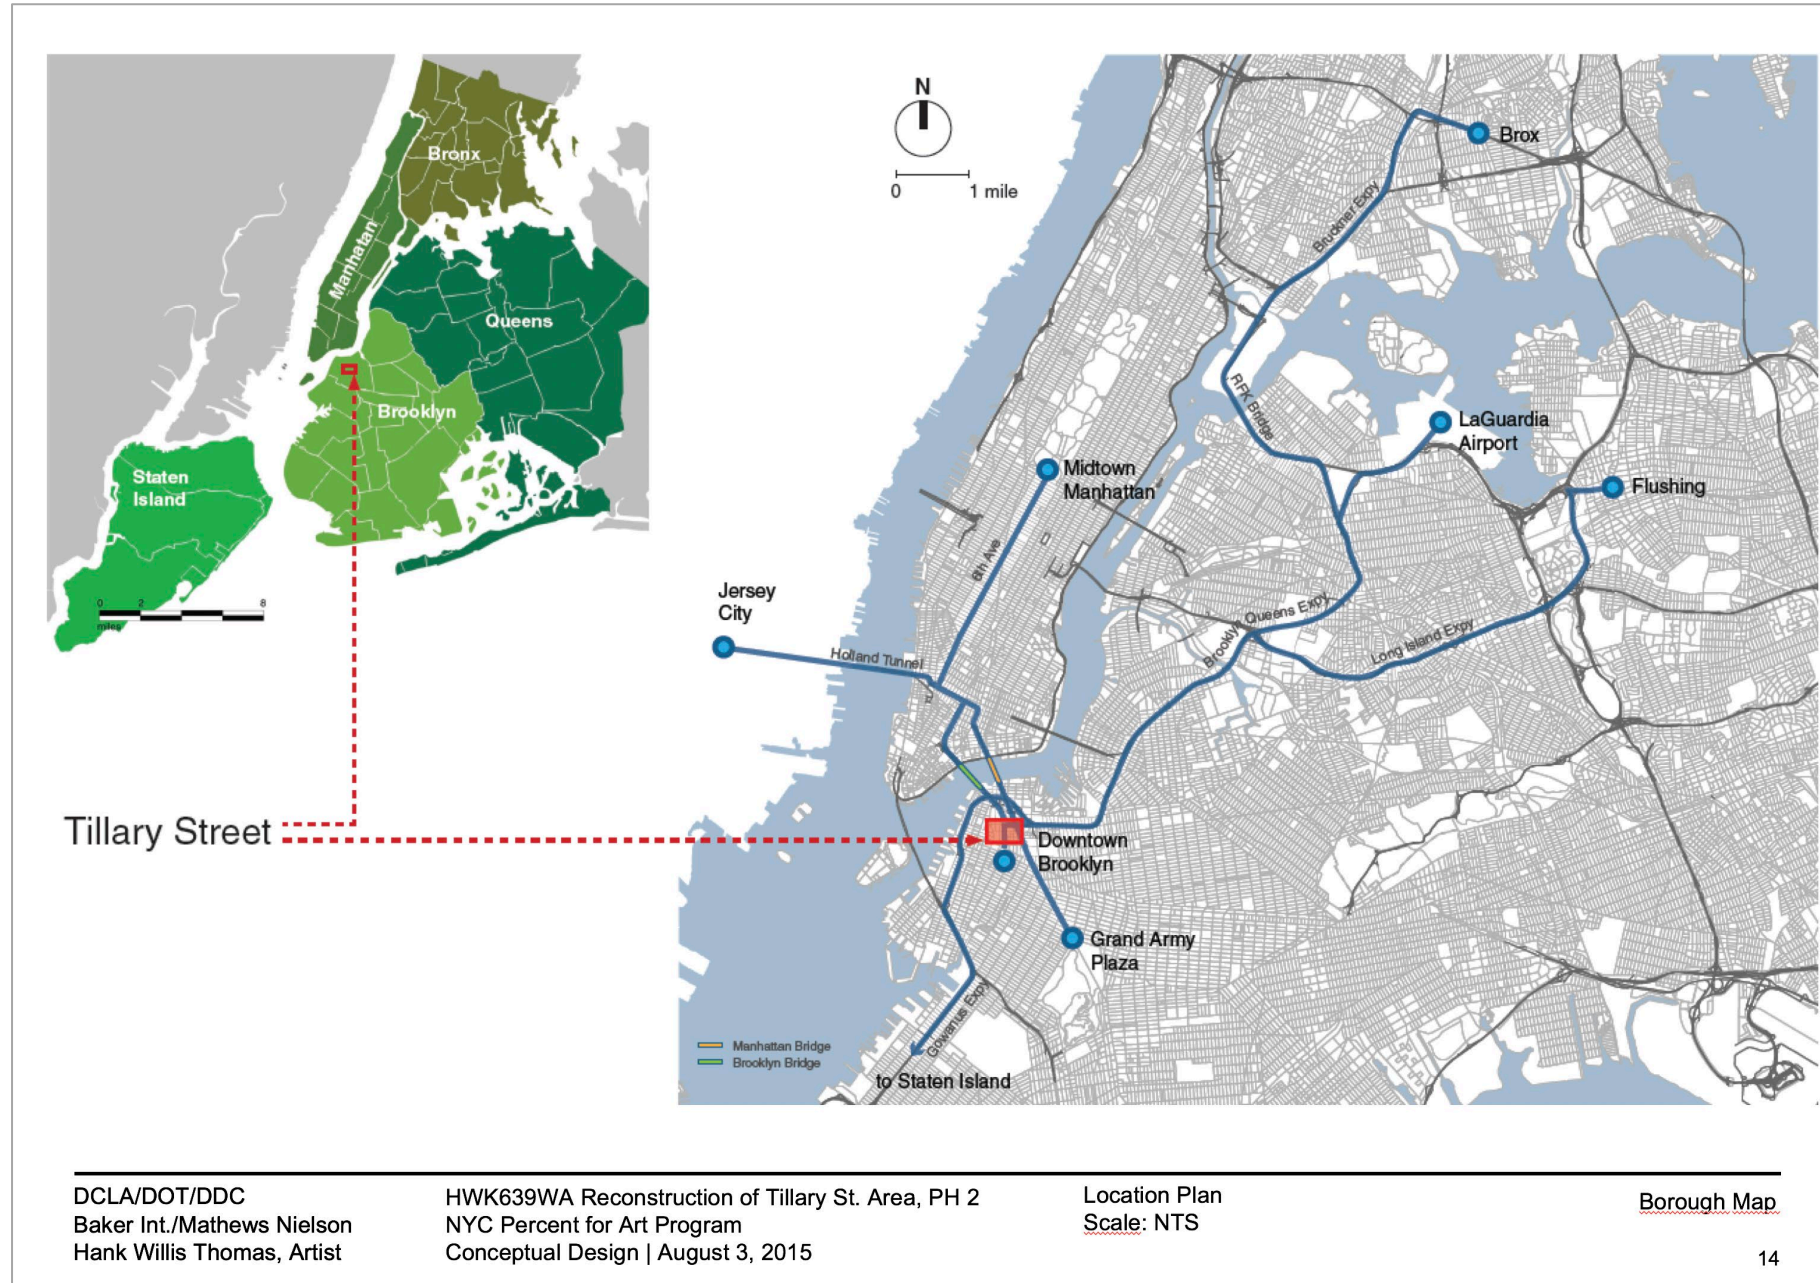 Bronx
Manhatan
Queens
Brooklyn
Staten
Island
0 2 8
miles
N
0 1 mile
Brox
Bruckner Expy
RFK Bridge
LaGuardia
Airport
Flushing
Midtown
Manhattan
8th Ave
Jersey
City
Holland Tunnel
Brooklyn Queens Expy
Long Island Expy
Tillary Street
Downtown
Brooklyn
Grand Army
Plaza
Gowanus Expy
to Staten Island
Manhattan Bridge
Brooklyn Bridge
DCLA/DOT/DDC
Baker Int./Mathews Nielson
Hank Willis Thomas, Artist
HWK639WA Reconstruction of Tillary St. Area, PH 2
NYC Percent for Art Program
Conceptual Design | August 3, 2015
Location Plan
Scale: NTS
Borough Map
14